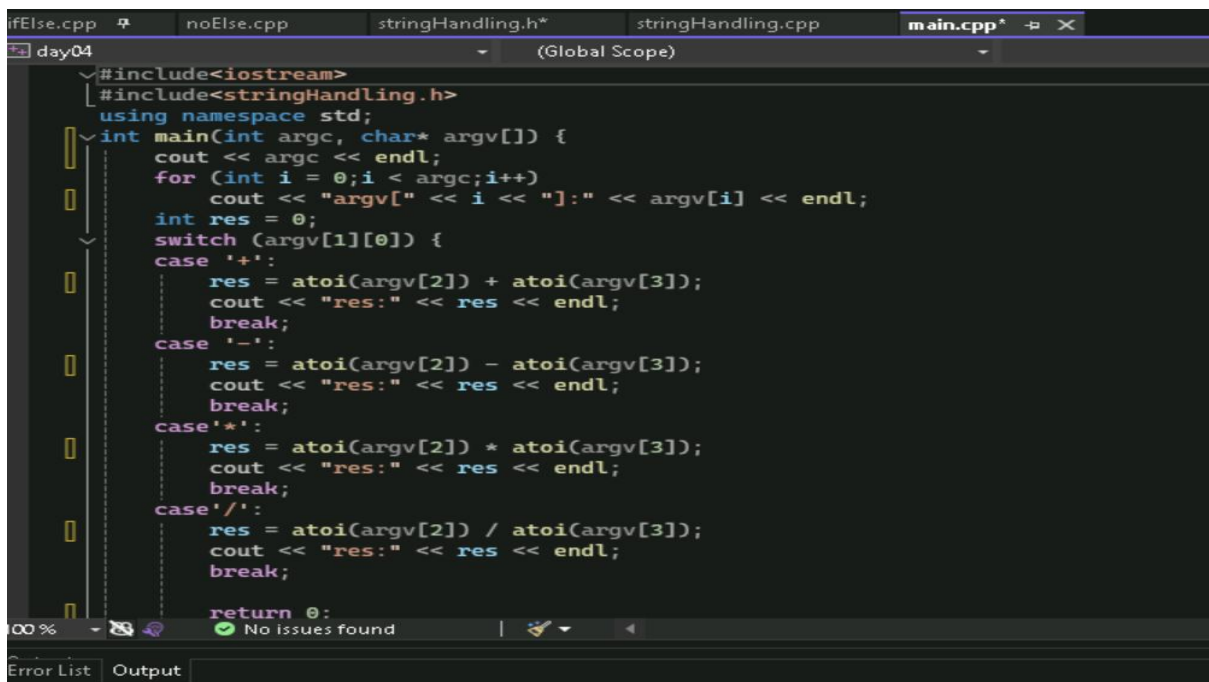 ifElse.cpp noElse.cpp stringHandling.h* stringHandling.cpp main.cpp*
day04 (Global Scope)
#include<iostream>
#include<stringHandling.h>
using namespace std;
int main(int argc, char* argv[]) {
cout << argc << endl;
for (int i = 0;i < argc;i++)
cout << "argv[" << i << "]:" << argv[i] << endl;
int res = 0;
switch (argv[1][0]) {
case '+':
res = atoi(argv[2]) + atoi(argv[3]);
cout << "res:" << res << endl;
break;
case '-':
res = atoi(argv[2]) - atoi(argv[3]);
cout << "res:" << res << endl;
break;
case'*':
res = atoi(argv[2]) * atoi(argv[3]);
cout << "res:" << res << endl;
break;
case'/':
res = atoi(argv[2]) / atoi(argv[3]);
cout << "res:" << res << endl;
break;
return 0;
100 % No issues found
Error List Output